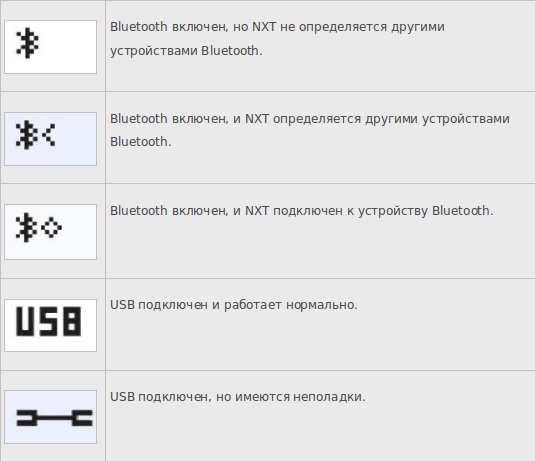 Bluetooth включен, но NXT не определяется другими
устройствами Bluetooth.
Bluetooth включен, и NXT определяется другими устройствами
Bluetooth.
Bluetooth включен, и NXT подключен к устройству Bluetooth.
USB
USB подключен и работает нормально.
USB подключен, но имеются неполадки.